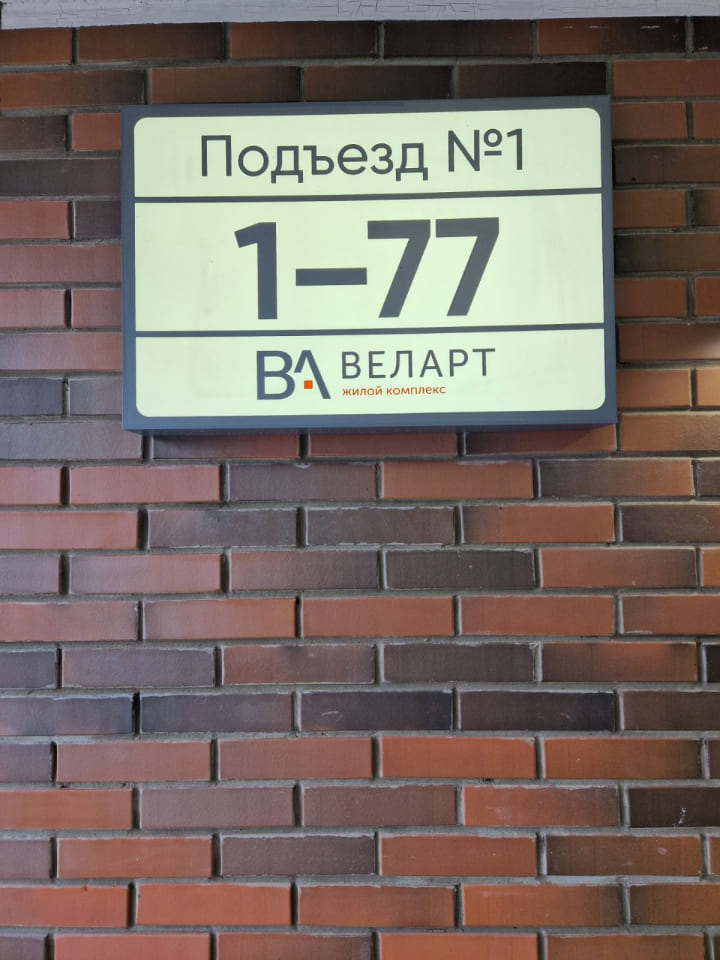 Подъезд №1
1–77
ВА ВЕЛАРТ
жилой комплекс